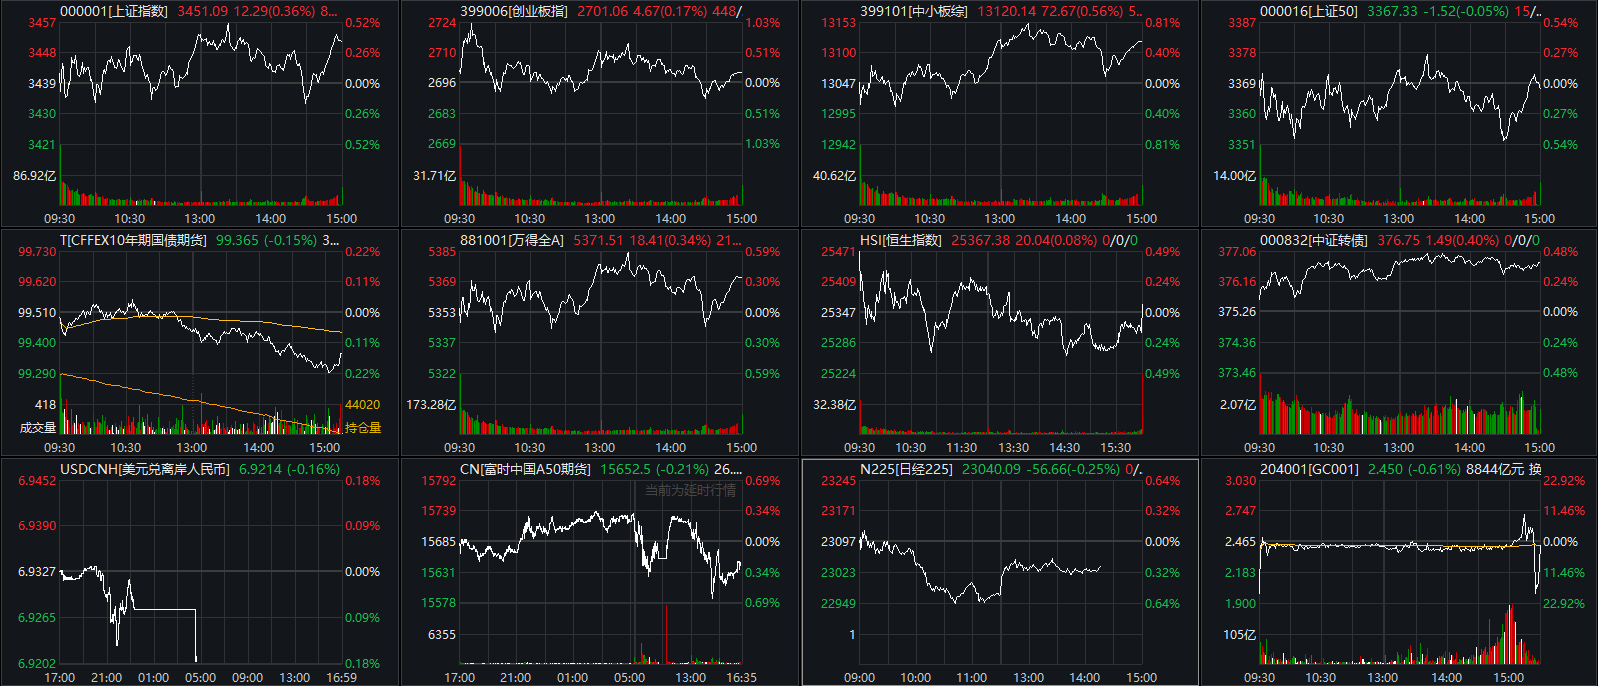 000001[上证指数] 3451.09 12.29(0.36%) 8...
3457 0.52%
3448 0.26%
3439 0.00%
3430 0.26%
3421 0.52%
86.92亿
09:30 10:30 13:00 14:00 15:00
399006[创业板指] 2701.06 4.67(0.17%) 448/
2724 1.03%
2710 0.51%
2696 0.00%
2683 0.51%
2669 1.03%
31.71亿
09:30 10:30 13:00 14:00 15:00
399101[中小板综] 13120.14 72.67(0.56%) 5..
13153 0.81%
13100 0.40%
13047 0.00%
12995 0.40%
12942 0.81%
40.62亿
09:30 10:30 13:00 14:00 15:00
000016[上证50] 3367.33 -1.52(-0.05%) 15/..
3387 0.54%
3378 0.27%
3369 0.00%
3360 0.27%
3351 0.54%
14.00亿
09:30 10:30 13:00 14:00 15:00
T[CFFEX10年期国债期货] 99.365 (-0.15%) 3...
99.730 0.22%
99.620 0.11%
99.510 0.00%
99.400 0.11%
99.290 0.22%
418 44020
成交量 持仓量
09:30 10:30 13:00 14:00 15:00
881001[万得全A] 5371.51 18.41(0.34%) 21...
5385 0.59%
5369 0.30%
5353 0.00%
5337 0.30%
5322 0.59%
173.28亿
09:30 10:30 13:00 14:00 15:00
HSI[恒生指数] 25367.38 20.04(0.08%) 0/0/0
25471 0.49%
25409 0.24%
25347 0.00%
25286 0.24%
25224 0.49%
32.38亿
09:30 10:30 11:30 13:30 14:30 15:30
000832[中证转债] 376.75 1.49(0.40%) 0/0/0
377.06 0.48%
376.16 0.24%
375.26 0.00%
374.36 0.24%
373.46 0.48%
2.07亿
09:30 10:30 13:00 14:00 15:00
USDCNH[美元兑离岸人民币] 6.9214 (-0.16%)
6.9452 0.18%
6.9390 0.09%
6.9327 0.00%
6.9265 0.09%
6.9202 0.18%
17:00 21:00 01:00 05:00 09:00 13:00 16:59
CN[富时中国A50期货] 15652.5 (-0.21%) 26....
当前为延时行情
15792 0.69%
15739 0.34%
15685 0.00%
15631 0.34%
15578 0.69%
6355
17:00 21:00 01:00 05:00 13:00 16:35
N225[日经225] 23040.09 -56.66(-0.25%) 0/.
23245 0.64%
23171 0.32%
23097 0.00%
23023 0.32%
22949 0.64%
1
09:00 10:00 11:00 13:00 14:00 15:00
204001[GC001] 2.450 (-0.61%) 8844亿元 换
3.030 22.92%
2.747 11.46%
2.465 0.00%
2.183 11.46%
1.900 22.92%
105亿
09:30 10:30 13:00 14:00 15:00